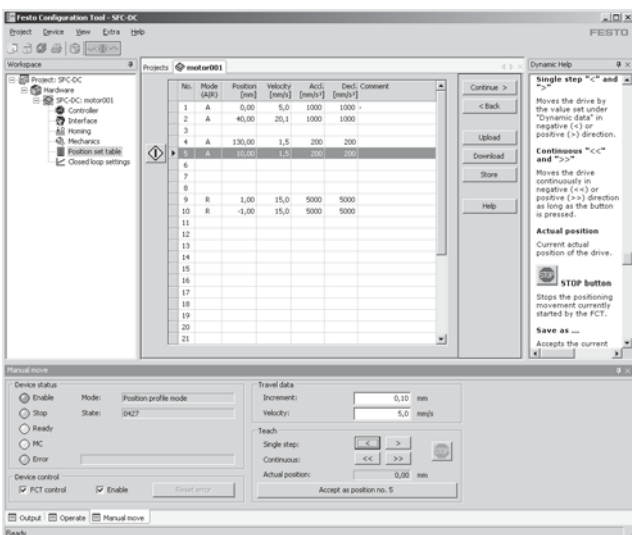 Festo Configuration Tool - SFC-DC
Project Device View Extra Help
FESTO
Workspace
Project: SFC-DC
Hardware
SFC-DC: motor001
Controller
Interface
Homing
Mechanics
Position set table
Closed loop settings
Projects motor001
No. Mode (A/R) Position [mm] Velocity [mm/s] Accl. [mm/s²] Decl. [mm/s²] Comment
1 A 0,00 5,0 1000 1000 -
2 A 40,00 20,1 1000 1000
3
4 A 130,00 1,5 200 200
5 A 10,00 1,5 200 200
6
7
8
9 R 1,00 15,0 5000 5000
10 R -1,00 15,0 5000 5000
11
12
13
14
15
16
17
18
19
20
21
Continue >
< Back
Upload
Download
Store
Help
Dynamic Help
Single step "<" and
">"
Moves the drive by
the value set under
"Dynamic data" in
negative (<) or
positive (>) direction.
Continuous "<<"
and ">>"
Moves the drive
continuously in
negative (<<) or
positive (>>) direction
as long as the button
is pressed.
Actual position
Current actual
position of the drive.
STOP STOP button
Stops the positioning
movement currently
started by the FCT.
Save as ...
Accepts the current
Manual move
Device status
Enable Mode: Position profile mode
Stop State: 0427
Ready
MC
Error
Device control
FCT control Enable Reset error
Travel data
Increment: 0,10 mm
Velocity: 5,0 mm/s
Teach
Single step: < >
Continuous: << >>
STOP
Actual position: 0,00 mm
Accept as position no. 5
Output Operate Manual move
Ready